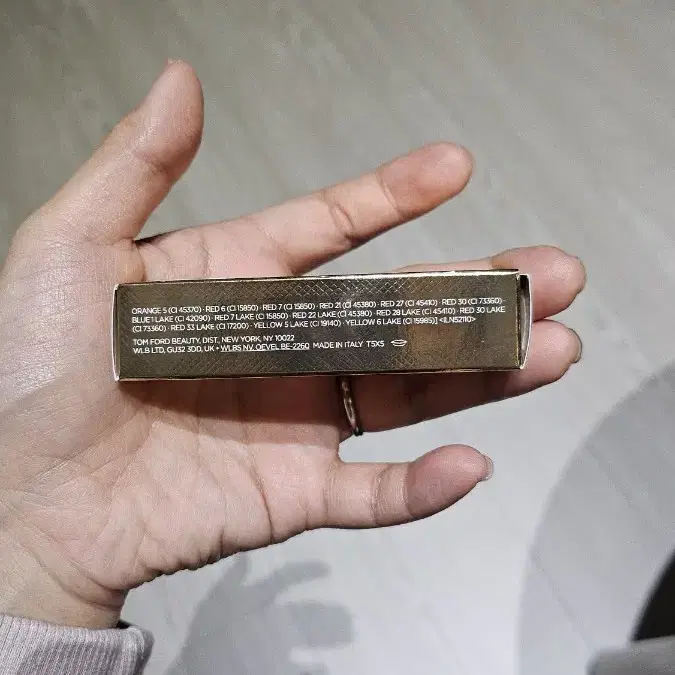 ORANGE 5 (CI 45370) · RED 6 (CI 15850) · RED 7 (CI 15850) · RED 21 (CI 45380) · RED 27 (CI 45410) · RED 30 (CI 73360) ·
BLUE 1 LAKE (CI 42090) · RED 7 LAKE (CI 15850) · RED 22 LAKE (CI 45380) · RED 28 LAKE (CI 45410) · RED 30 LAKE
(CI 73360) · RED 33 LAKE (CI 17200) · YELLOW 5 LAKE (CI 19140) · YELLOW 6 LAKE (CI 15985)] <ILN52110>
TOM FORD BEAUTY, DIST. NEW YORK, NY 10022
WLB LTD, GU32 3DD, UK • WLBS NV OEVEL BE-2260 MADE IN ITALY T5X5